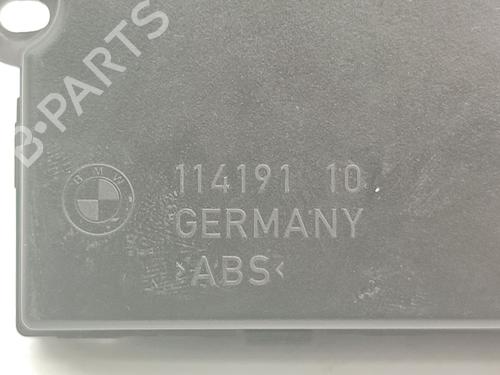 B-PARTS
BMW
114191 10
GERMANY
>ABS<